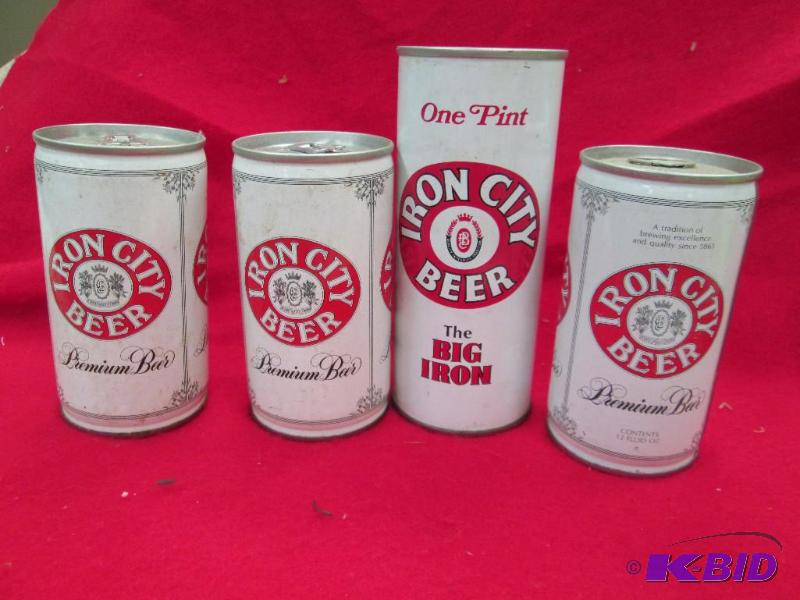 IRON CITY
BEER
Premium Beer
IRON CITY
BEER
Premium Beer
One Pint
IRON CITY
BEER
The
BIG
IRON
A tradition of
brewing excellence
and quality since 1861
IRON CITY
BEER
Premium Beer
CONTENTS
12 FLUID OZ.
© K-BID